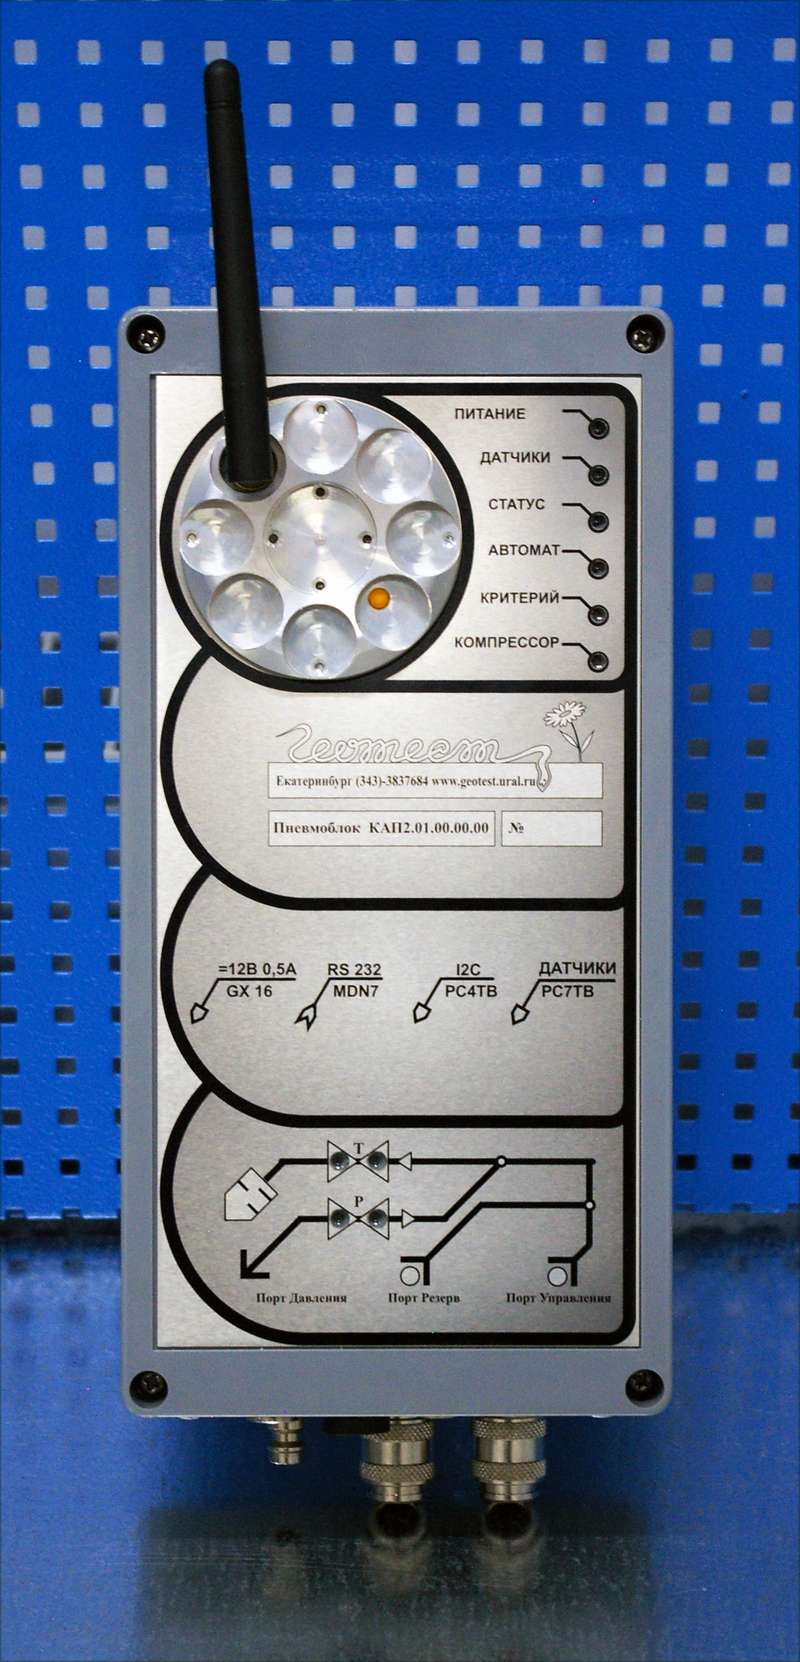 ПИТАНИЕ
ДАТЧИКИ
СТАТУС
АВТОМАТ
КРИТЕРИЙ
КОМПРЕССОР
Геотест
Екатеринбург (343)-3837684 www.geotest.ural.ru
Пневмоблок КАП2.01.00.00.00 №
=12В 0,5А RS 232 I2C ДАТЧИКИ
GX 16 MDN7 PC4TB PC7TB
Т
Р
Порт Давления Порт Резерв Порт Управления